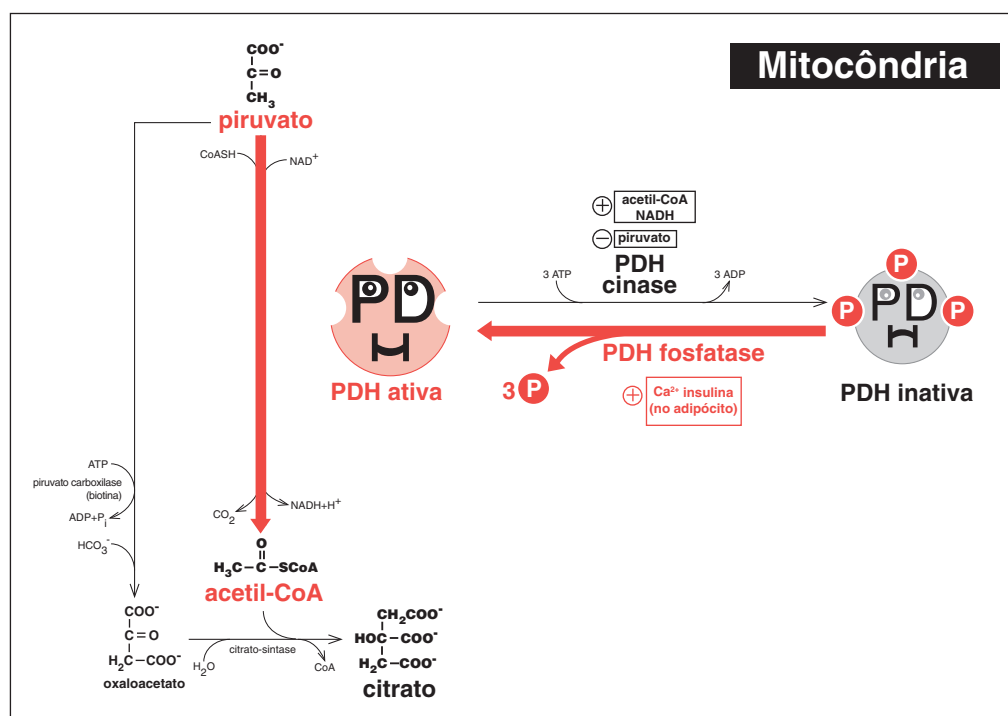 Mitocôndria
COO⁻
C=O
CH₃
piruvato
CoASH
NAD⁺
acetil-CoA
NADH
piruvato
PDH
cinase
3 ATP
3 ADP
PD
H
PDH ativa
P
P
P
PD
H
PDH inativa
PDH fosfatase
3 P
Ca²⁺ insulina
(no adipócito)
ATP
piruvato carboxilase
(biotina)
ADP+Pi
HCO₃⁻
CO₂
NADH+H⁺
O
H₃C–C–SCoA
acetil-CoA
COO⁻
C=O
H₂C–COO⁻
oxaloacetato
H₂O
citrato-sintase
CoA
CH₂COO⁻
HOC–COO⁻
H₂C–COO⁻
citrato